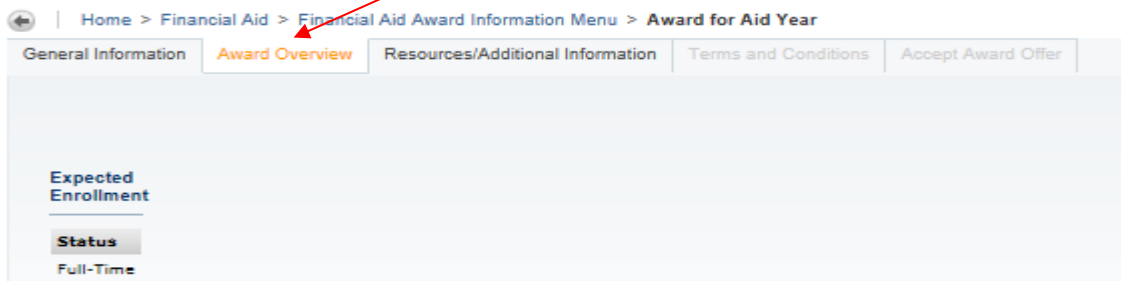 Home > Financial Aid > Financial Aid Award Information Menu > Award for Aid Year
General Information Award Overview Resources/Additional Information Terms and Conditions Accept Award Offer
Expected
Enrollment
Status
Full-Time